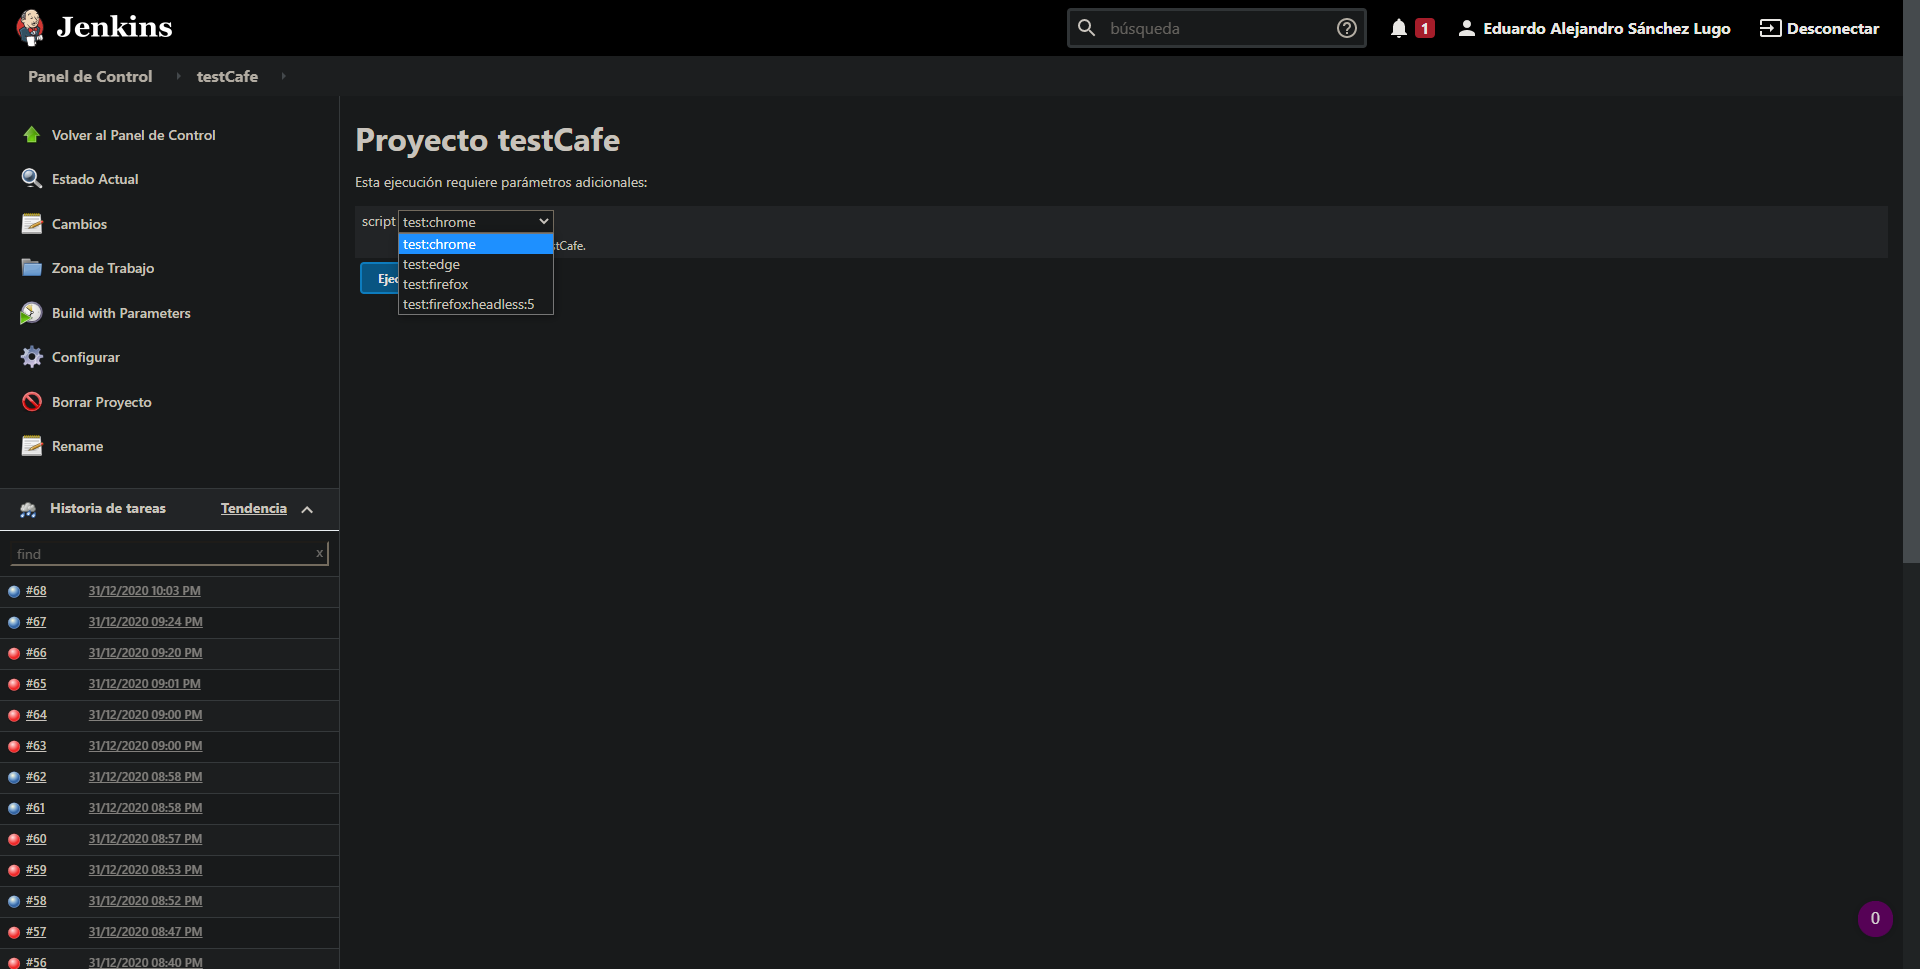 Jenkins
búsqueda
1
Eduardo Alejandro Sánchez Lugo
Desconectar
Panel de Control
testCafe
Volver al Panel de Control
Estado Actual
Cambios
Zona de Trabajo
Build with Parameters
Configurar
Borrar Proyecto
Rename
Historia de tareas
Tendencia
find
x
#68 31/12/2020 10:03 PM
#67 31/12/2020 09:24 PM
#66 31/12/2020 09:20 PM
#65 31/12/2020 09:01 PM
#64 31/12/2020 09:00 PM
#63 31/12/2020 09:00 PM
#62 31/12/2020 08:58 PM
#61 31/12/2020 08:58 PM
#60 31/12/2020 08:57 PM
#59 31/12/2020 08:53 PM
#58 31/12/2020 08:52 PM
#57 31/12/2020 08:47 PM
#56 31/12/2020 08:40 PM
Proyecto testCafe
Esta ejecución requiere parámetros adicionales:
script test:chrome
test:chrome
test:edge
test:firefox
test:firefox:headless:5
0